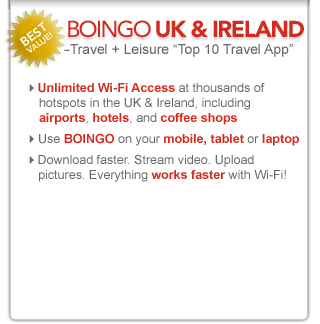 BEST
VALUE!
BOINGO UK & IRELAND
-Travel + Leisure “Top 10 Travel App”
Unlimited Wi-Fi Access at thousands of
hotspots in the UK & Ireland, including
airports, hotels, and coffee shops
Use BOINGO on your mobile, tablet or laptop
Download faster. Stream video. Upload
pictures. Everything works faster with Wi-Fi!